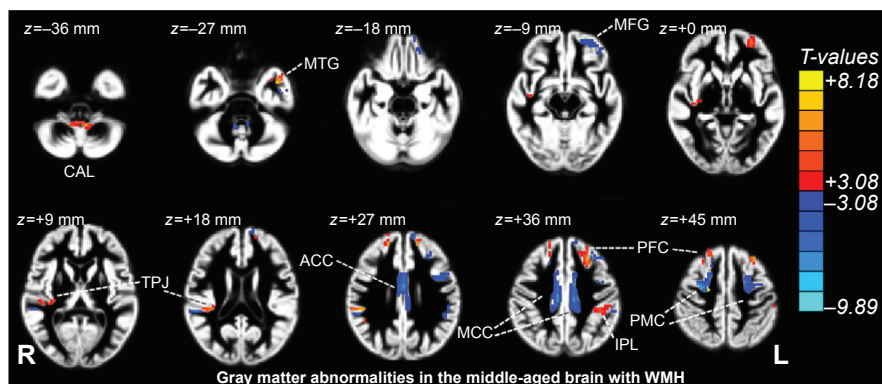 z=–36 mm
z=–27 mm
z=–18 mm
z=–9 mm
z=+0 mm
MTG
MFG
CAL
T-values
+8.18
+3.08
–3.08
–9.89
z=+9 mm
z=+18 mm
z=+27 mm
z=+36 mm
z=+45 mm
TPJ
ACC
PFC
MCC
IPL
PMC
R
L
Gray matter abnormalities in the middle-aged brain with WMH